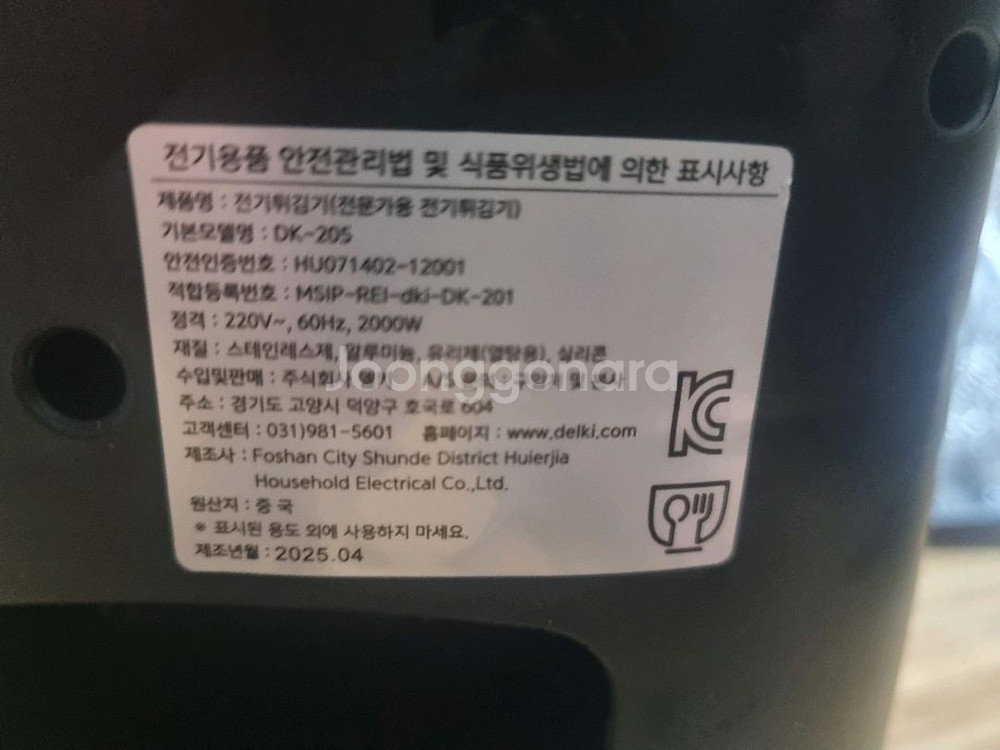 전기용품 안전관리법 및 식품위생법에 의한 표시사항
제품명 : 전기튀김기(전문가용 전기튀김기)
기본모델명 : DK-205
안전인증번호 : HU071402-12001
적합등록번호 : MSIP-REI-dki-DK-201
정격 : 220V~, 60Hz, 2000W
재질 : 스테인레스제, 알루미늄, 유리제(열탕용), 실리콘
수입및판매 : 주식회사 A/S 및
Joonggonara
주소 : 경기도 고양시 덕양구 호국로 604
고객센터 : 031)981-5601 홈페이지 : www.delki.com
제조사 : Foshan City Shunde District Huierjia
Household Electrical Co.,Ltd.
원산지 : 중 국
※ 표시된 용도 외에 사용하지 마세요.
제조년월 : 2025.04